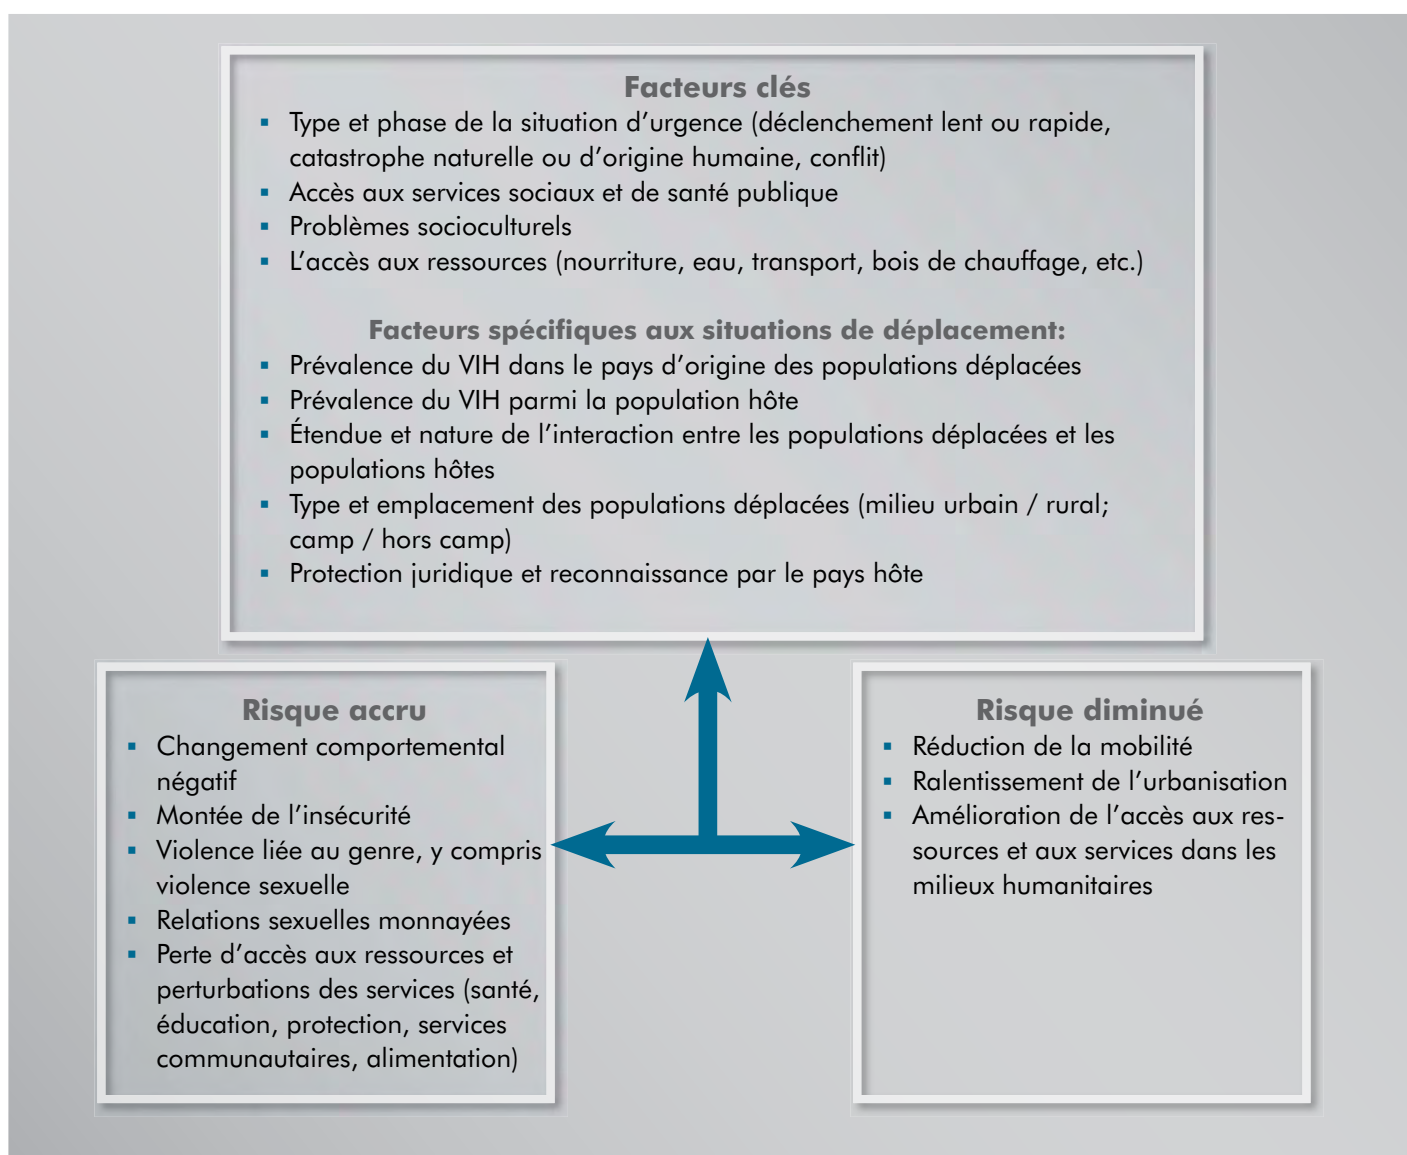 Facteurs clés
▪ Type et phase de la situation d’urgence (déclenchement lent ou rapide,
catastrophe naturelle ou d’origine humaine, conflit)
▪ Accès aux services sociaux et de santé publique
▪ Problèmes socioculturels
▪ L’accès aux ressources (nourriture, eau, transport, bois de chauffage, etc.)
Facteurs spécifiques aux situations de déplacement:
▪ Prévalence du VIH dans le pays d’origine des populations déplacées
▪ Prévalence du VIH parmi la population hôte
▪ Étendue et nature de l’interaction entre les populations déplacées et les
populations hôtes
▪ Type et emplacement des populations déplacées (milieu urbain / rural;
camp / hors camp)
▪ Protection juridique et reconnaissance par le pays hôte
Risque accru
▪ Changement comportemental
négatif
▪ Montée de l’insécurité
▪ Violence liée au genre, y compris
violence sexuelle
▪ Relations sexuelles monnayées
▪ Perte d’accès aux ressources et
perturbations des services (santé,
éducation, protection, services
communautaires, alimentation)
Risque diminué
▪ Réduction de la mobilité
▪ Ralentissement de l’urbanisation
▪ Amélioration de l’accès aux res-
sources et aux services dans les
milieux humanitaires